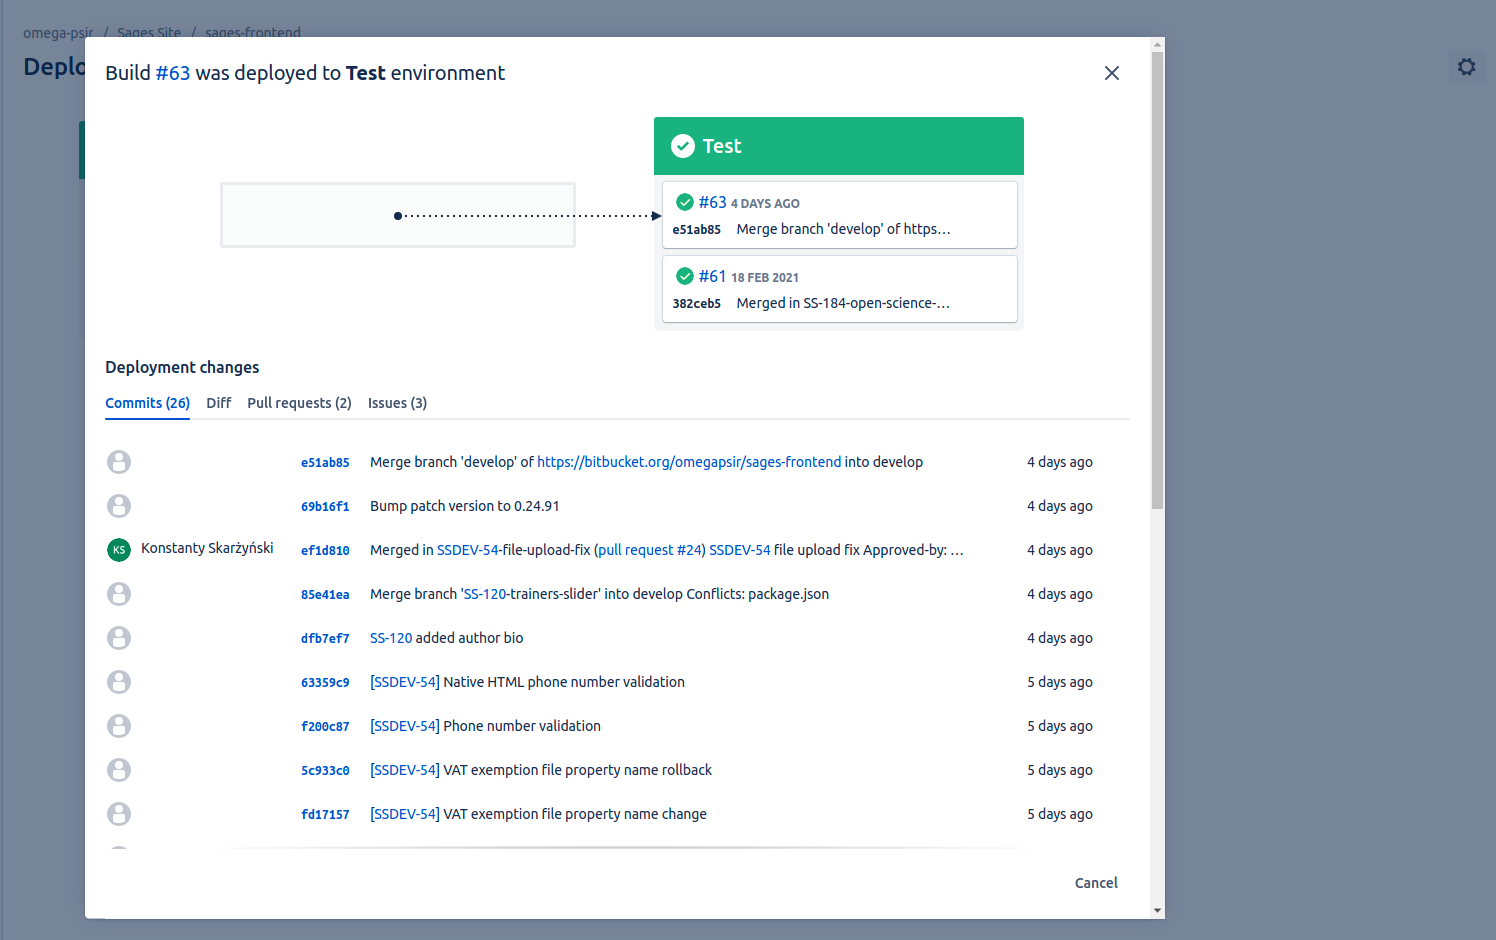 omega-psir / Sages Site / sages-frontend
Deplo
Build #63 was deployed to Test environment
Test
#63 4 DAYS AGO
e51ab85 Merge branch 'develop' of https…
#61 18 FEB 2021
382ceb5 Merged in SS-184-open-science-…
Deployment changes
Commits (26) Diff Pull requests (2) Issues (3)
e51ab85 Merge branch 'develop' of https://bitbucket.org/omegapsir/sages-frontend into develop 4 days ago
69b16f1 Bump patch version to 0.24.91 4 days ago
KS Konstanty Skarżyński ef1d810 Merged in SSDEV-54-file-upload-fix (pull request #24) SSDEV-54 file upload fix Approved-by: … 4 days ago
85e41ea Merge branch 'SS-120-trainers-slider' into develop Conflicts: package.json 4 days ago
dfb7ef7 SS-120 added author bio 4 days ago
63359c9 [SSDEV-54] Native HTML phone number validation 5 days ago
f200c87 [SSDEV-54] Phone number validation 5 days ago
5c933c0 [SSDEV-54] VAT exemption file property name rollback 5 days ago
fd17157 [SSDEV-54] VAT exemption file property name change 5 days ago
Cancel